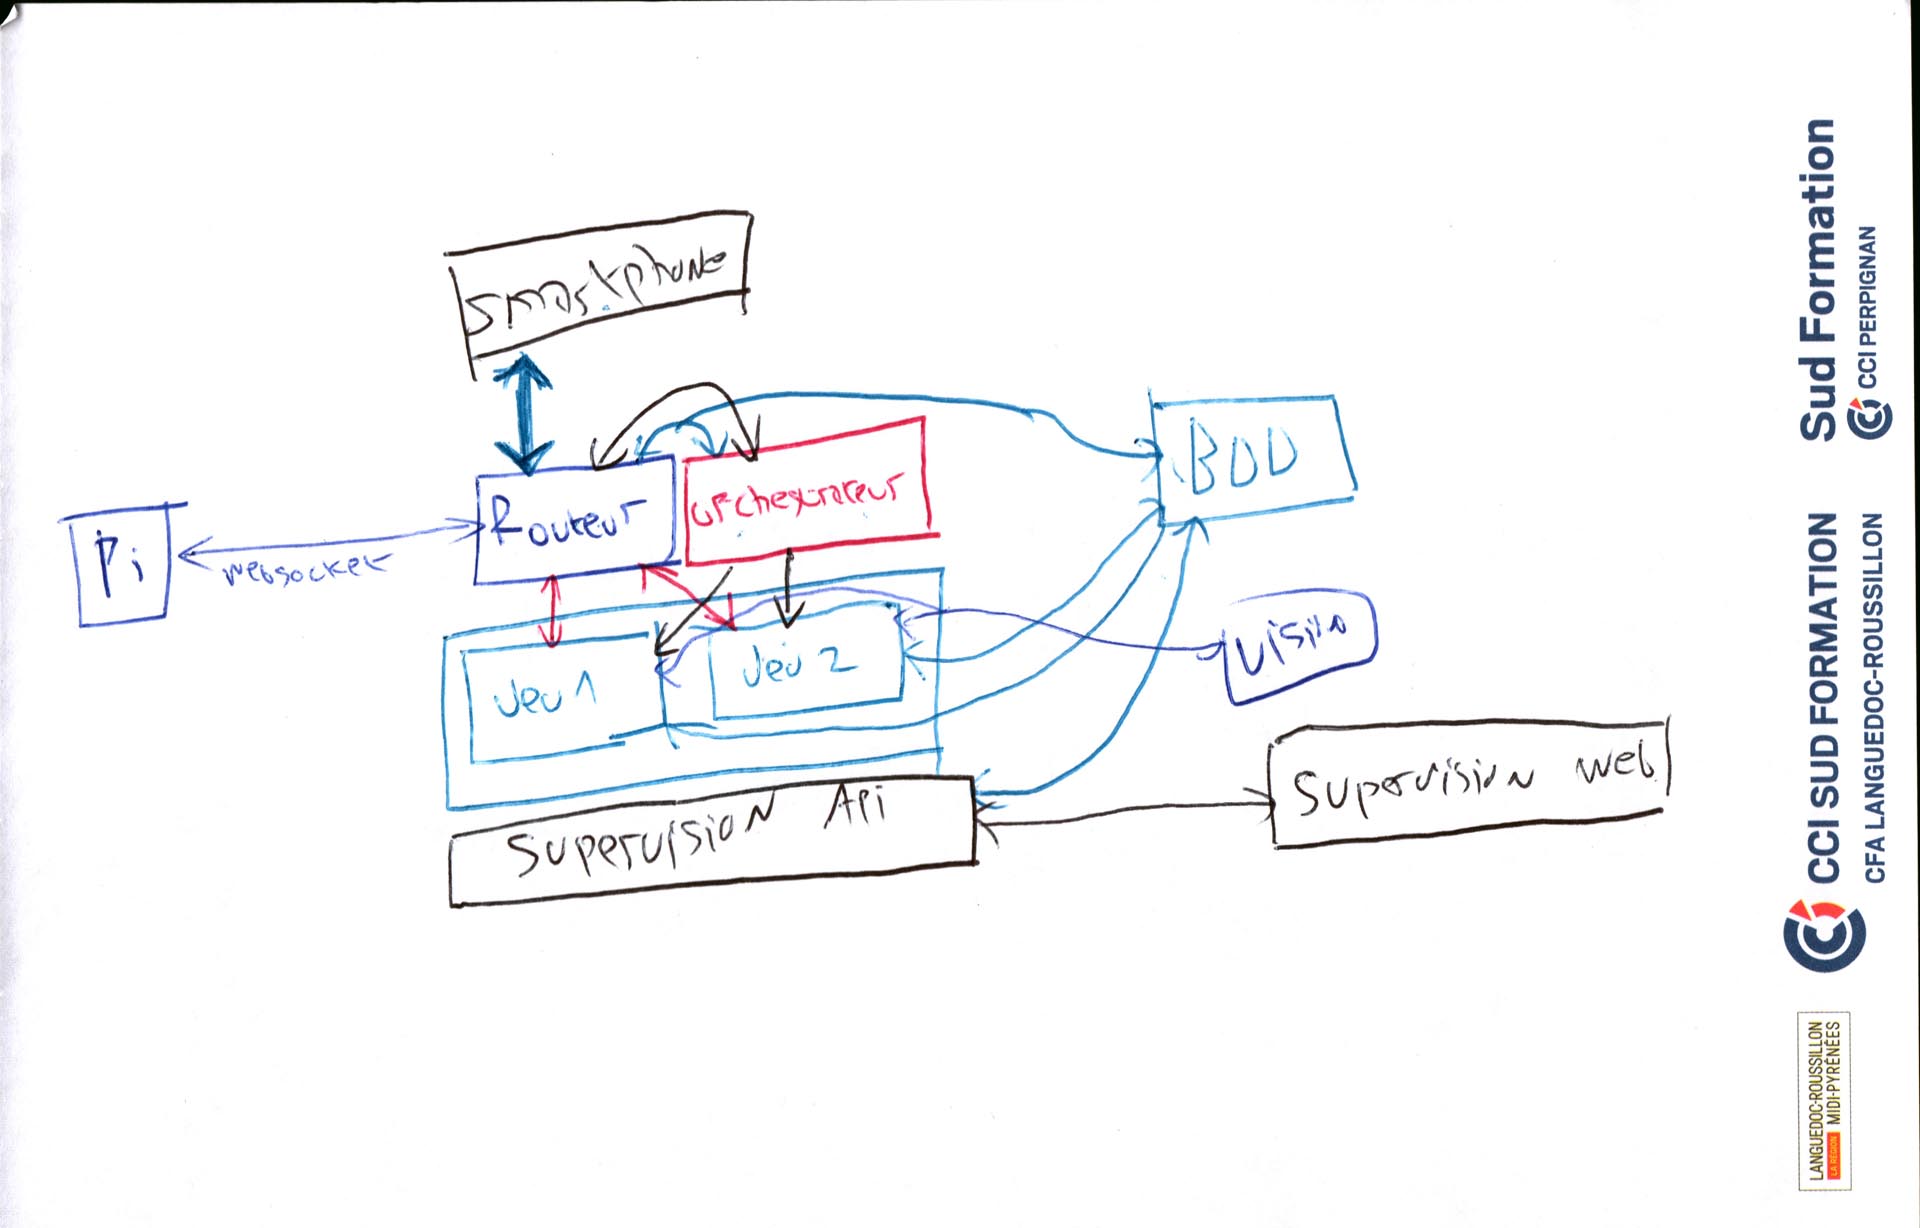 smartphone
Routeur
orchestrateur
BDD
Pi
websocket
Jeu 1
Jeu 2
vision
Supervision Api
Supervision web
Sud Formation
CCI PERPIGNAN
CCI SUD FORMATION
CFA LANGUEDOC-ROUSSILLON
LANGUEDOC-ROUSSILLON
MIDI-PYRÉNÉES
LA RÉGION